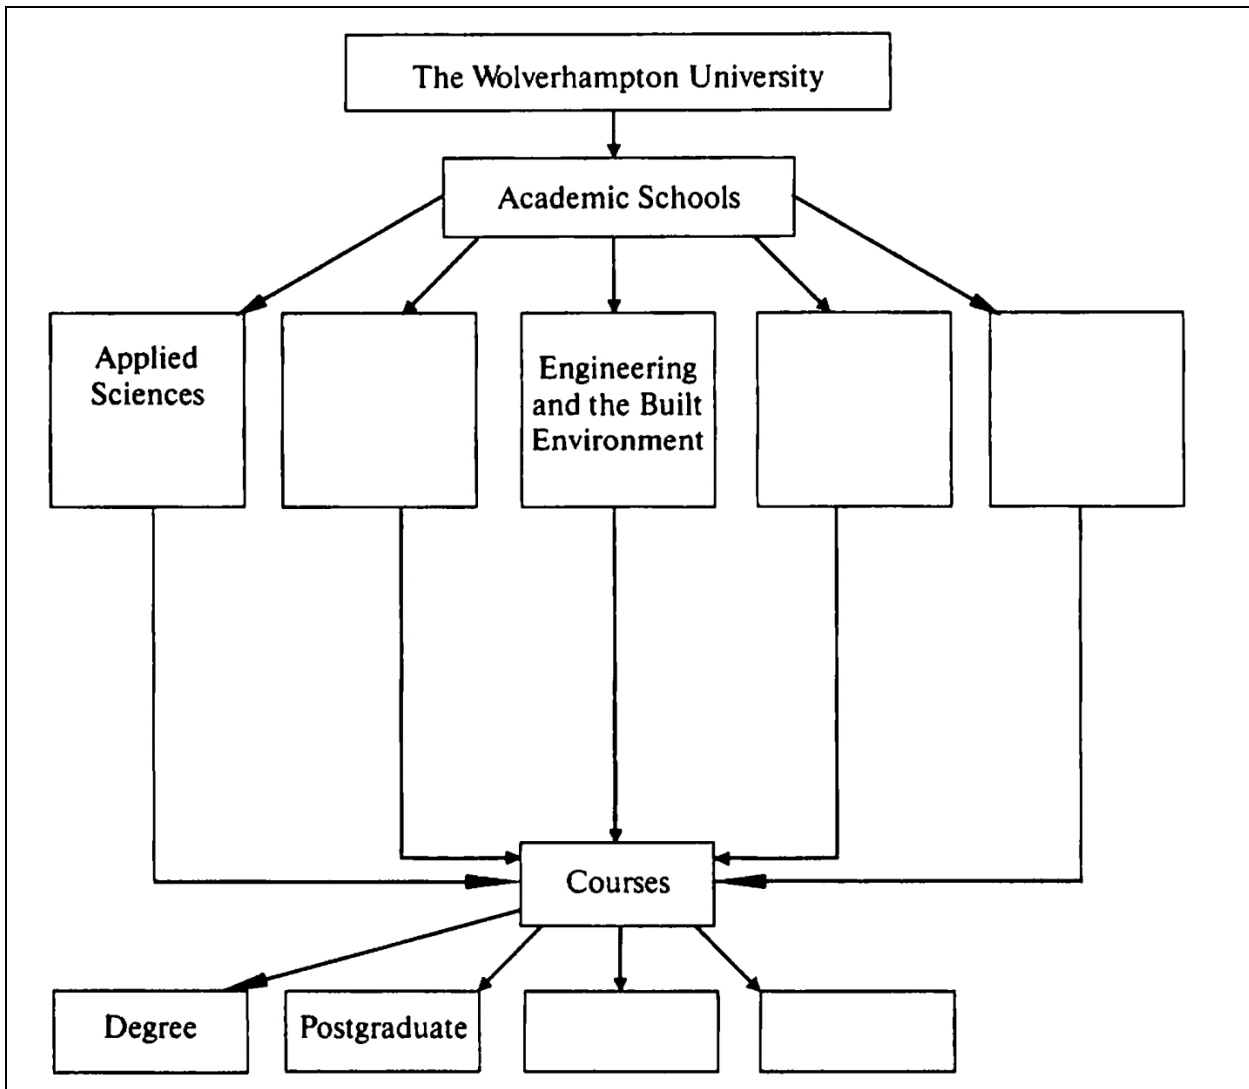 The Wolverhampton University
Academic Schools
Applied
Sciences
Engineering
and the Built
Environment
Courses
Degree
Postgraduate